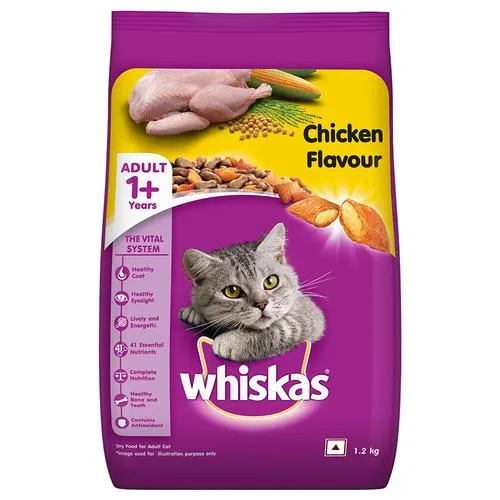 Chicken
Flavour
ADULT
1+
Years
THE VITAL
SYSTEM
Healthy
Coat
Healthy
Eyesight
Lively and
Energetic
41
41 Essential
Nutrients
Complete
Nutrition
Healthy
Bone and
Teeth
Contains
Antioxidant
whiskas®
Dry Food for Adult Cat
*Image used for illustration purpose only
1.2 kg